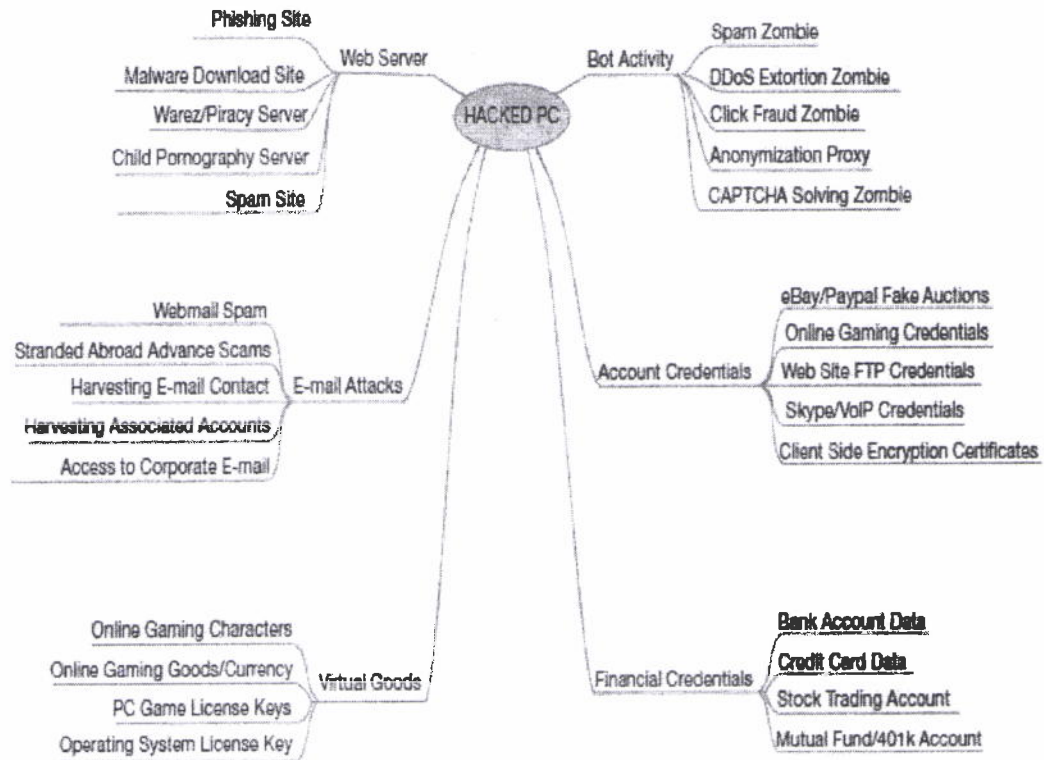 HACKED PC
Web Server
Phishing Site
Malware Download Site
Warez/Piracy Server
Child Pornography Server
Spam Site
Bot Activity
Spam Zombie
DDoS Extortion Zombie
Click Fraud Zombie
Anonymization Proxy
CAPTCHA Solving Zombie
E-mail Attacks
Webmail Spam
Stranded Abroad Advance Scams
Harvesting E-mail Contact
Harvesting Associated Accounts
Access to Corporate E-mail
Account Credentials
eBay/Paypal Fake Auctions
Online Gaming Credentials
Web Site FTP Credentials
Skype/VoIP Credentials
Client Side Encryption Certificates
Virtual Goods
Online Gaming Characters
Online Gaming Goods/Currency
PC Game License Keys
Operating System License Key
Financial Credentials
Bank Account Data
Credit Card Data
Stock Trading Account
Mutual Fund/401k Account